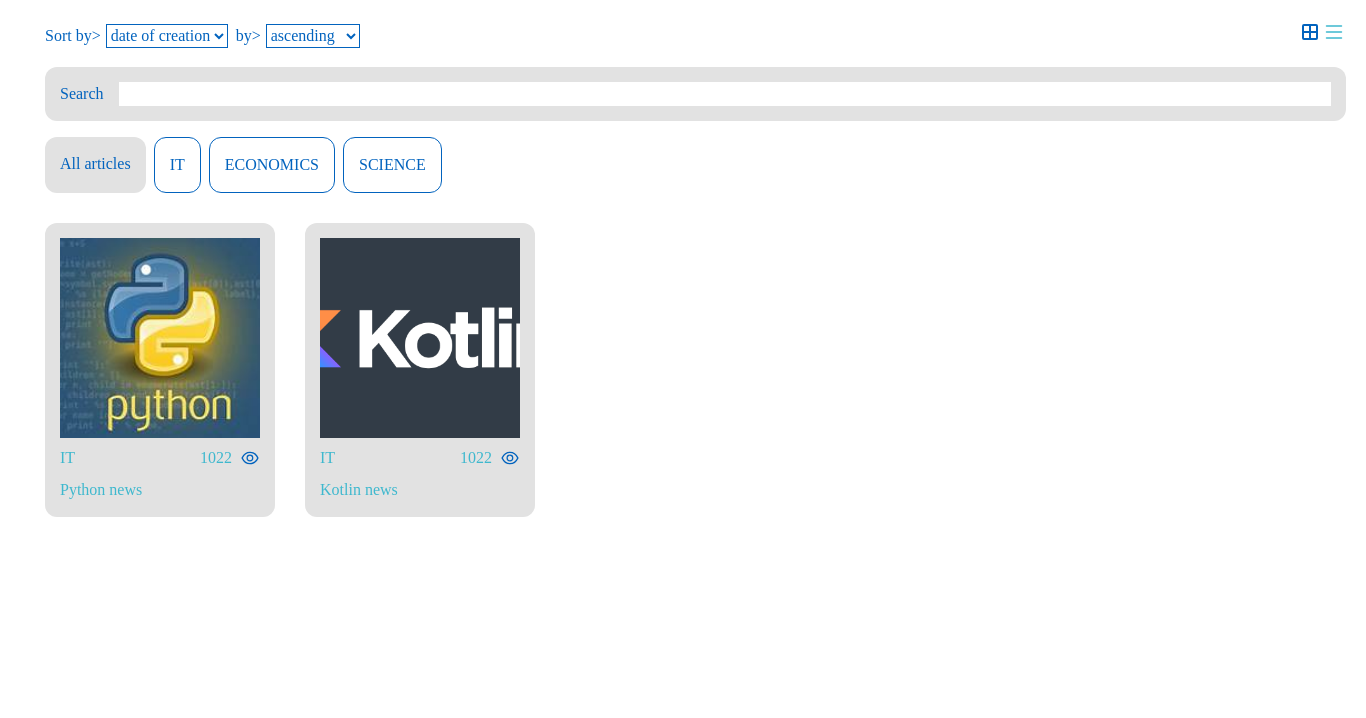 Sort by> date of creation by> ascending
Search
All articles IT ECONOMICS SCIENCE
python
Kotlin
IT 1022
IT 1022
Python news
Kotlin news